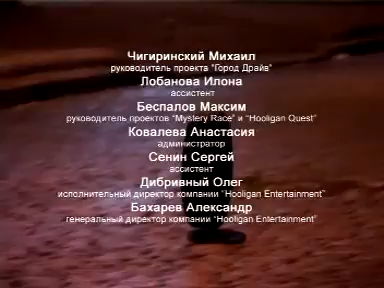 Чигиринский Михаил
руководитель проекта "Город Драйв"
Лобанова Илона
ассистент
Беспалов Максим
руководитель проектов "Mystery Race" и "Hooligan Quest"
Ковалева Анастасия
администратор
Сенин Сергей
ассистент
Дибривный Олег
исполнительный директор компании "Hooligan Entertainment"
Бахарев Александр
генеральный директор компании "Hooligan Entertainment"